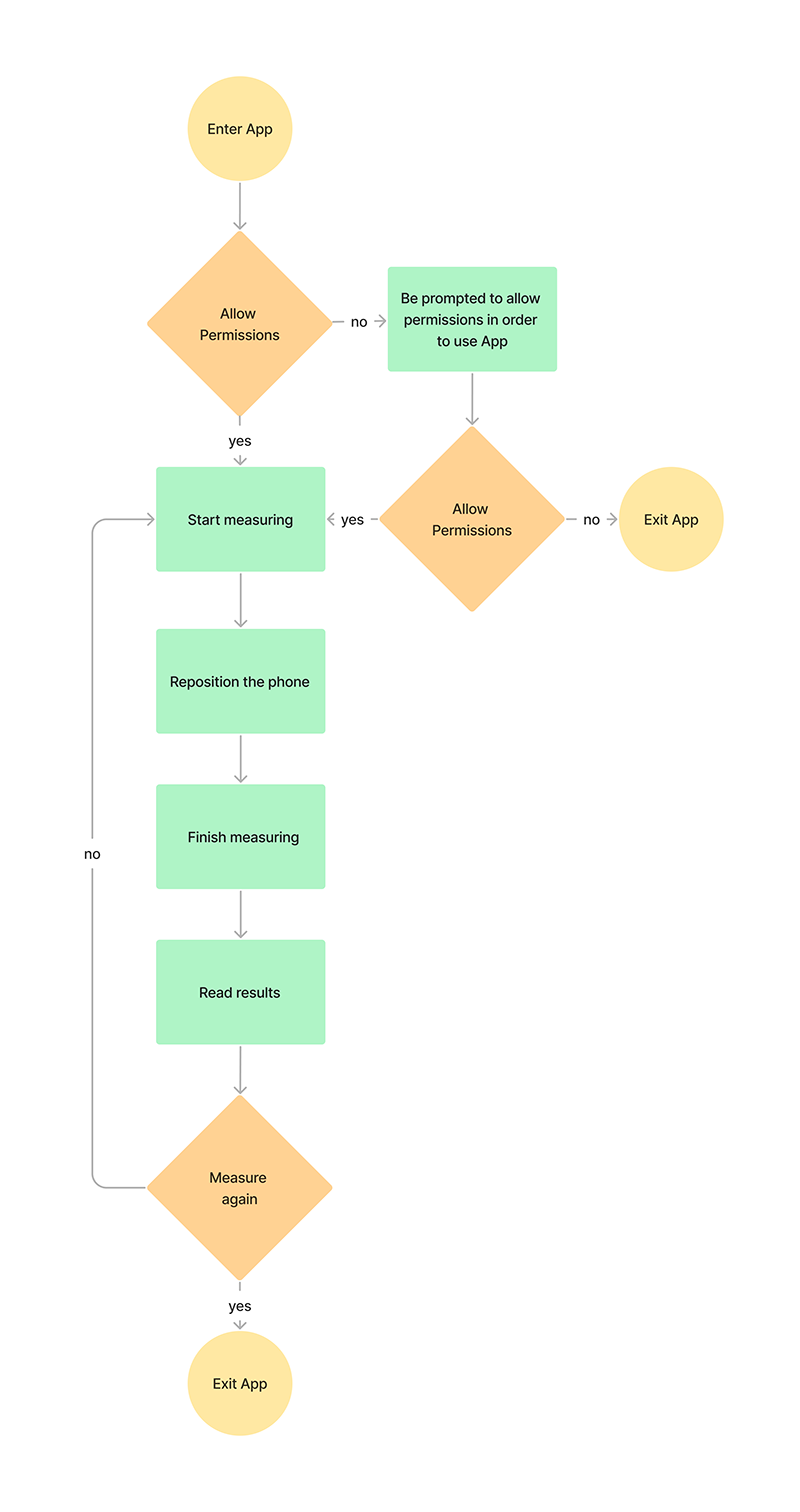 Enter App
Allow
Permissions
no
Be prompted to allow
permissions in order
to use App
yes
Start measuring
yes
Allow
Permissions
no
Exit App
Reposition the phone
Finish measuring
no
Read results
Measure
again
yes
Exit App